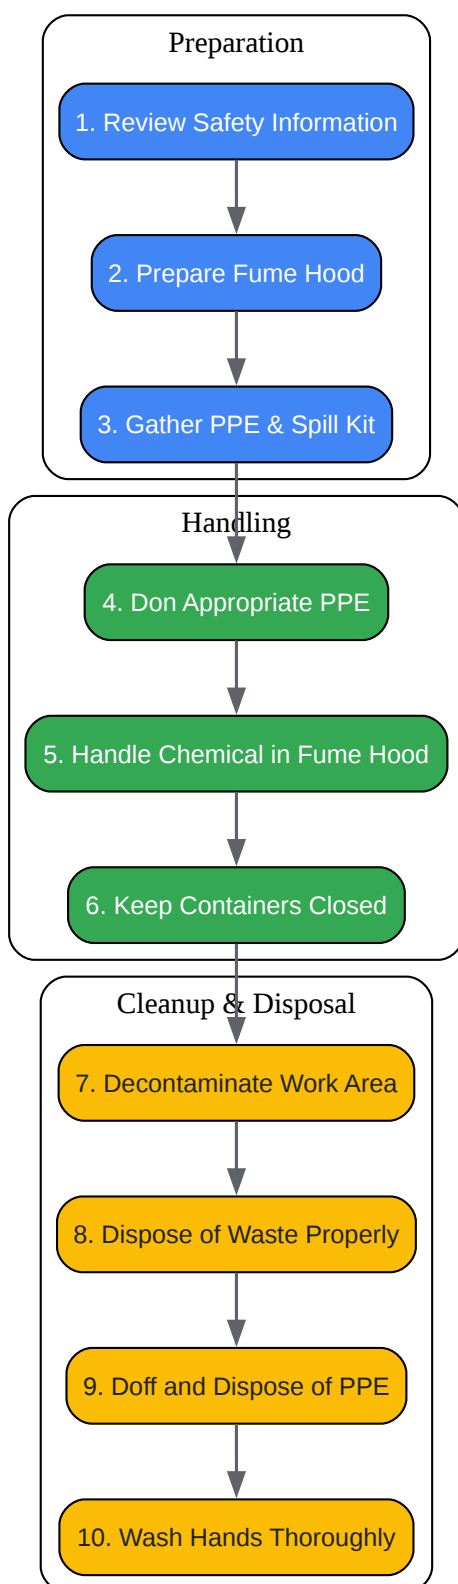 Preparation
1. Review Safety Information
2. Prepare Fume Hood
3. Gather PPE & Spill Kit
Handling
4. Don Appropriate PPE
5. Handle Chemical in Fume Hood
6. Keep Containers Closed
Cleanup & Disposal
7. Decontaminate Work Area
8. Dispose of Waste Properly
9. Doff and Dispose of PPE
10. Wash Hands Thoroughly